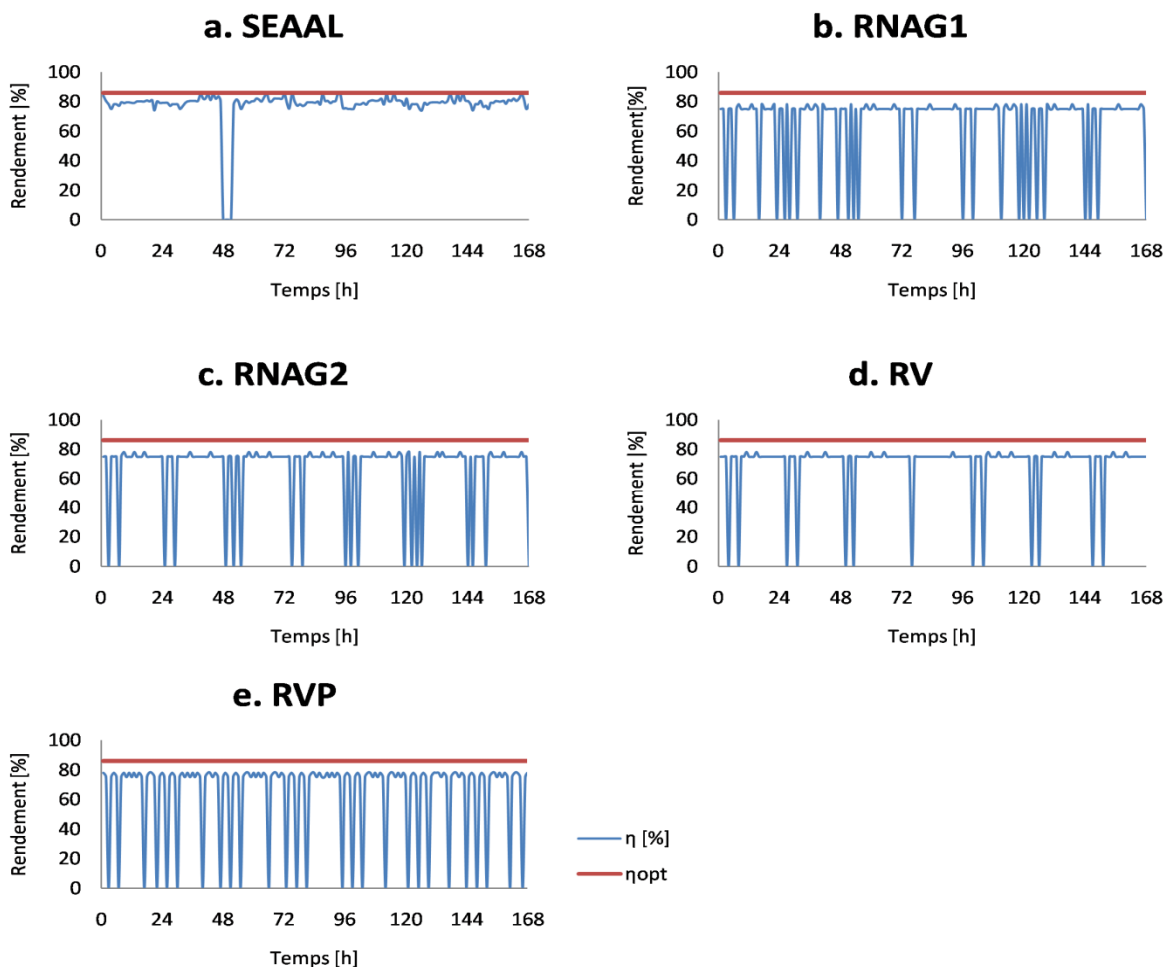 a. SEAAL
Rendement |%]
100
80
60
40
20
0
0 24 48 72 96 120 144 168
Temps [h]
b. RNAG1
Rendement[%]
100
80
60
40
20
0
0 24 48 72 96 120 144 168
Temps [h]
c. RNAG2
Rendement [%]
100
80
60
40
20
0
0 24 48 72 96 120 144 168
Temps [h]
d. RV
Rendement |%]
100
80
60
40
20
0
0 24 48 72 96 120 144 168
Temps [h]
e. RVP
Rendement [%]
100
80
60
40
20
0
0 24 48 72 96 120 144 168
Temps [h]
η [%]
ηopt